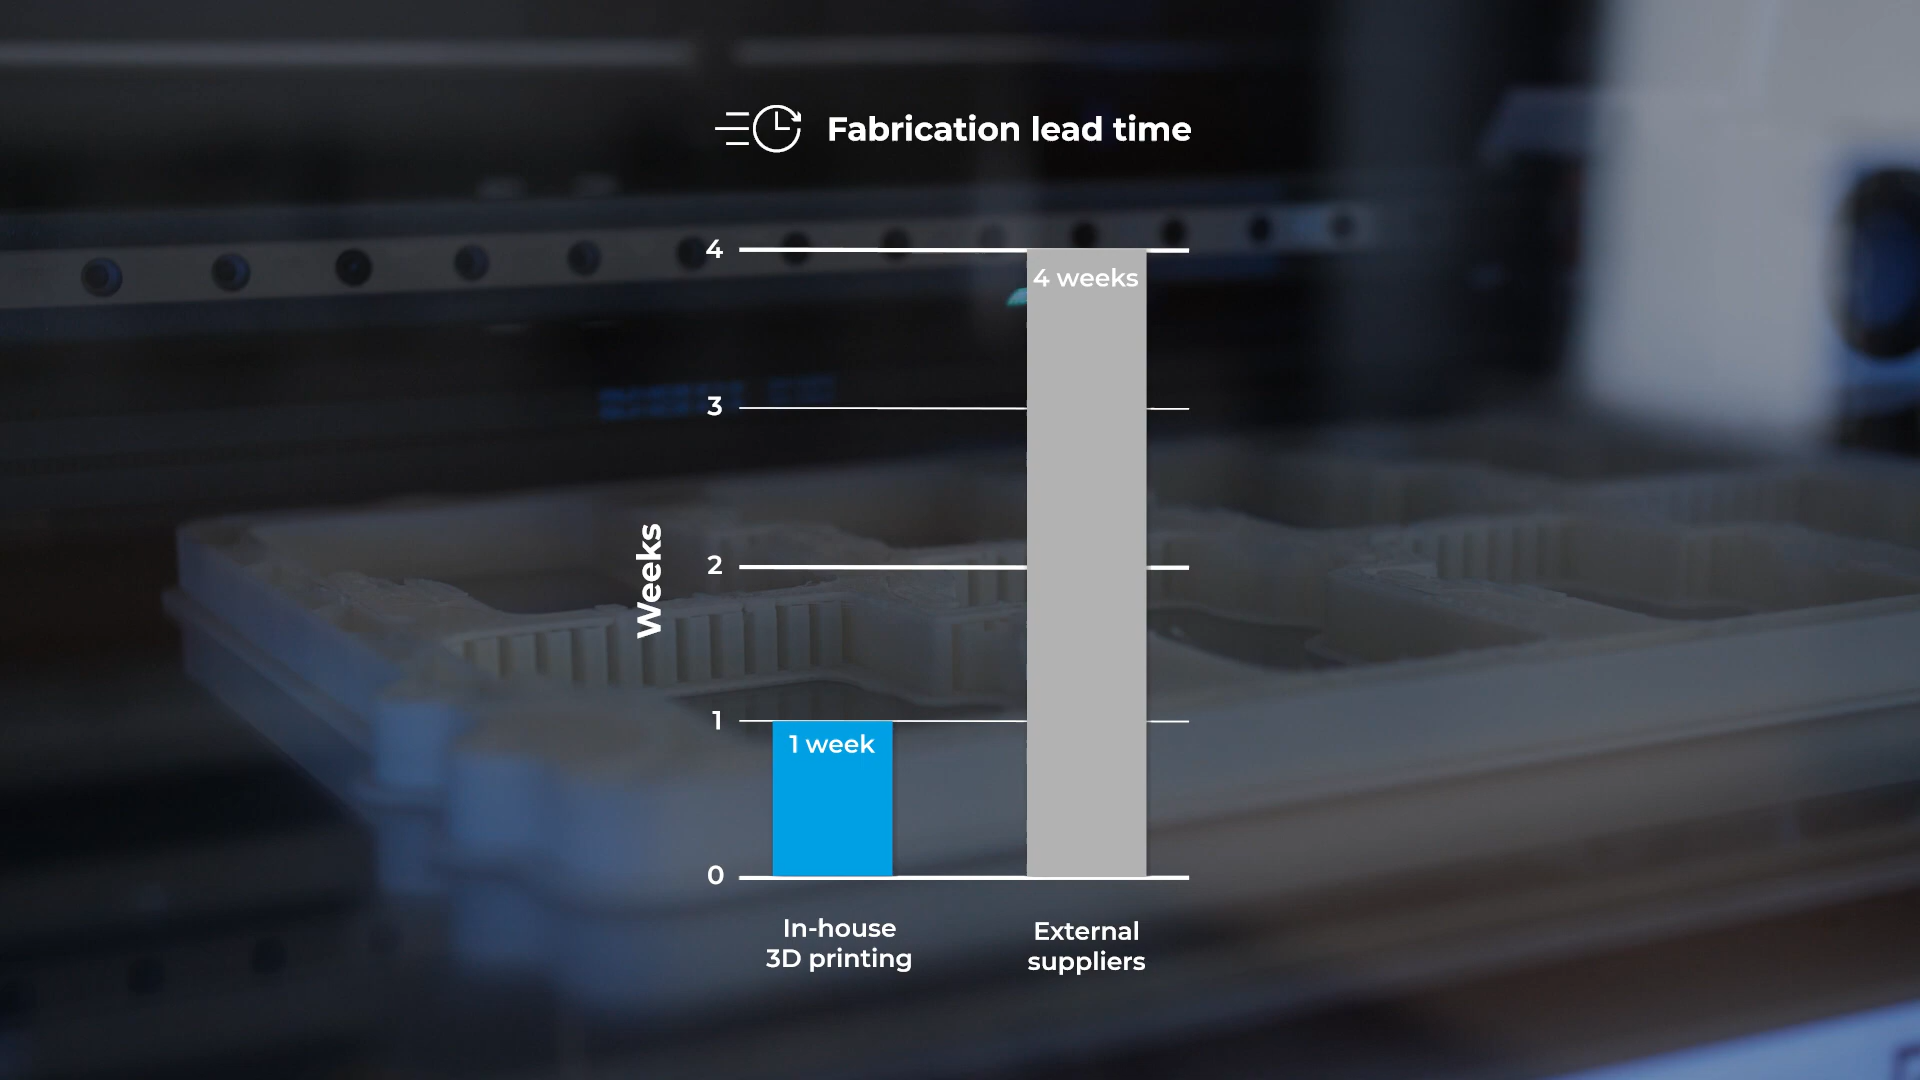 Fabrication lead time
4
4 weeks
3
Weeks
2
1
1 week
0
In-house
3D printing
External
suppliers